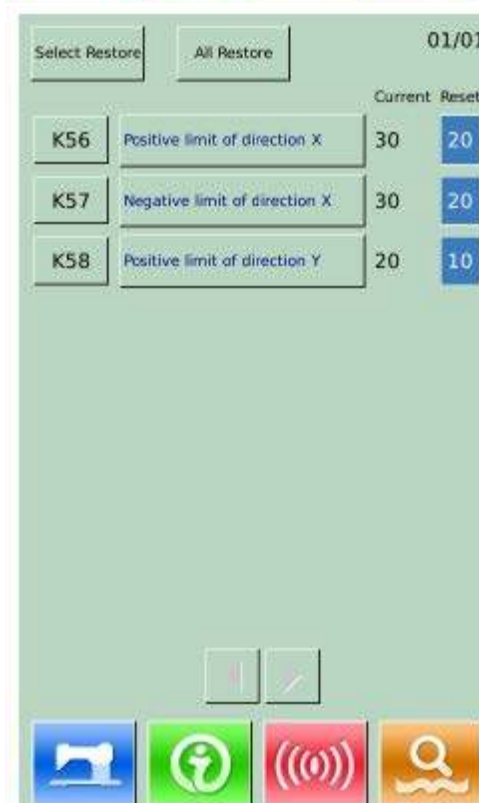 Select Restore All Restore 01/01
Current Reset
K56 Positive limit of direction X 30 20
K57 Negative limit of direction X 30 20
K58 Positive limit of direction Y 20 10